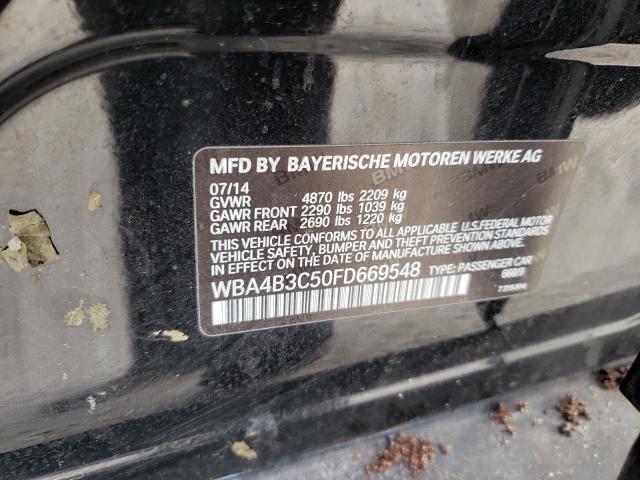 MFD BY BAYERISCHE MOTOREN WERKE AG
07/14
GVWR 4870 lbs 2209 kg
GAWR FRONT 2290 lbs 1039 kg
GAWR REAR 2690 lbs 1220 kg
THIS VEHICLE CONFORMS TO ALL APPLICABLE U.S.FEDERAL MOTOR
VEHICLE SAFETY, BUMPER, AND THEFT PREVENTION STANDARDS
IN EFFECT ON THE DATE OF MANUFACTURE SHOWN ABOVE.
WBA4B3C50FD669548 TYPE: PASSENGER CAR